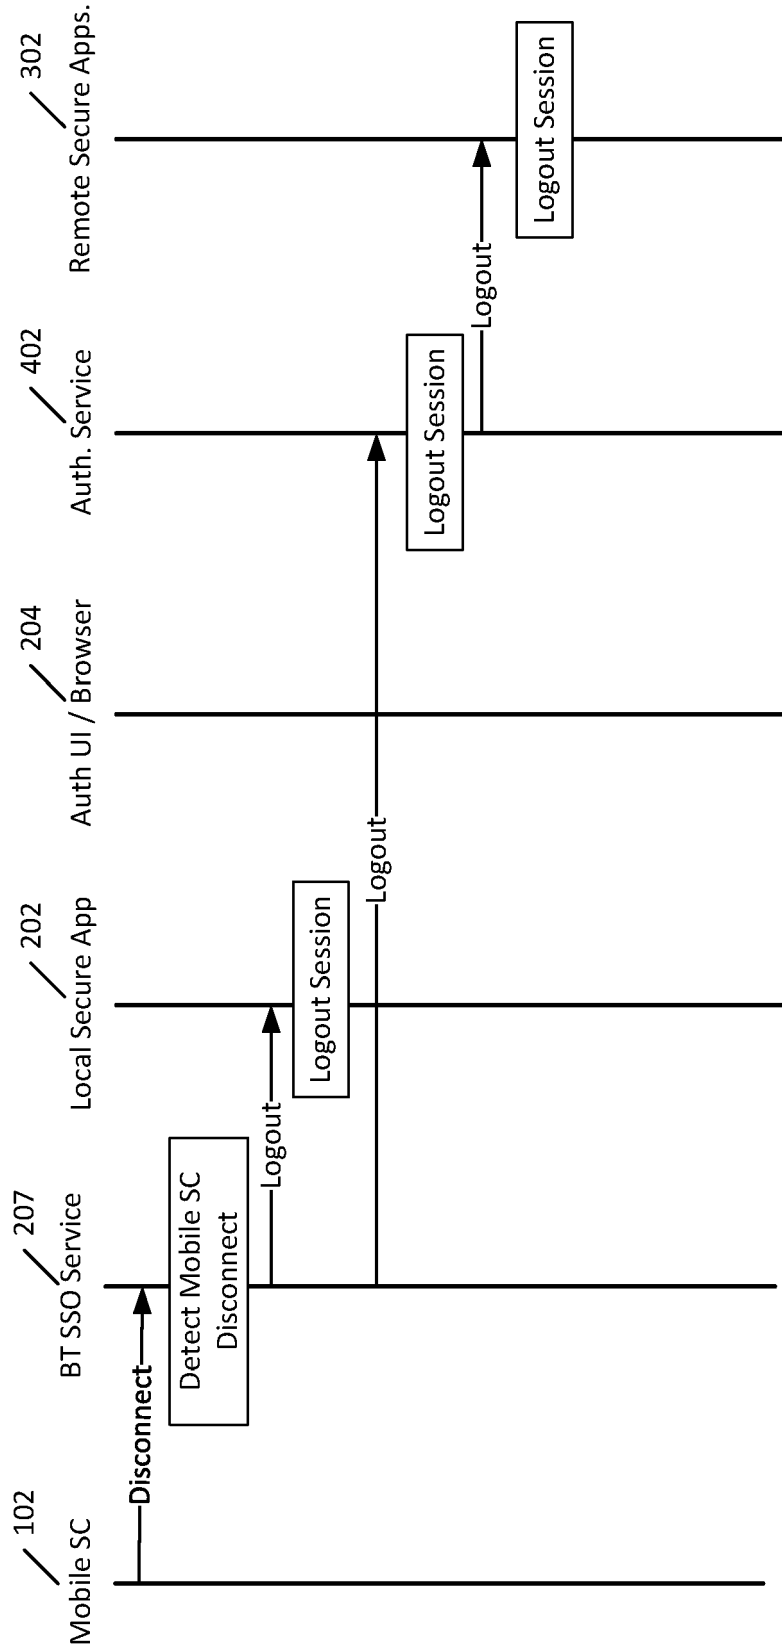 102
Mobile SC
207
BT SSO Service
202
Local Secure App
204
Auth UI / Browser
402
Auth. Service
302
Remote Secure Apps.
Disconnect
Detect Mobile SC
Disconnect
Logout
Logout Session
Logout
Logout Session
Logout
Logout Session